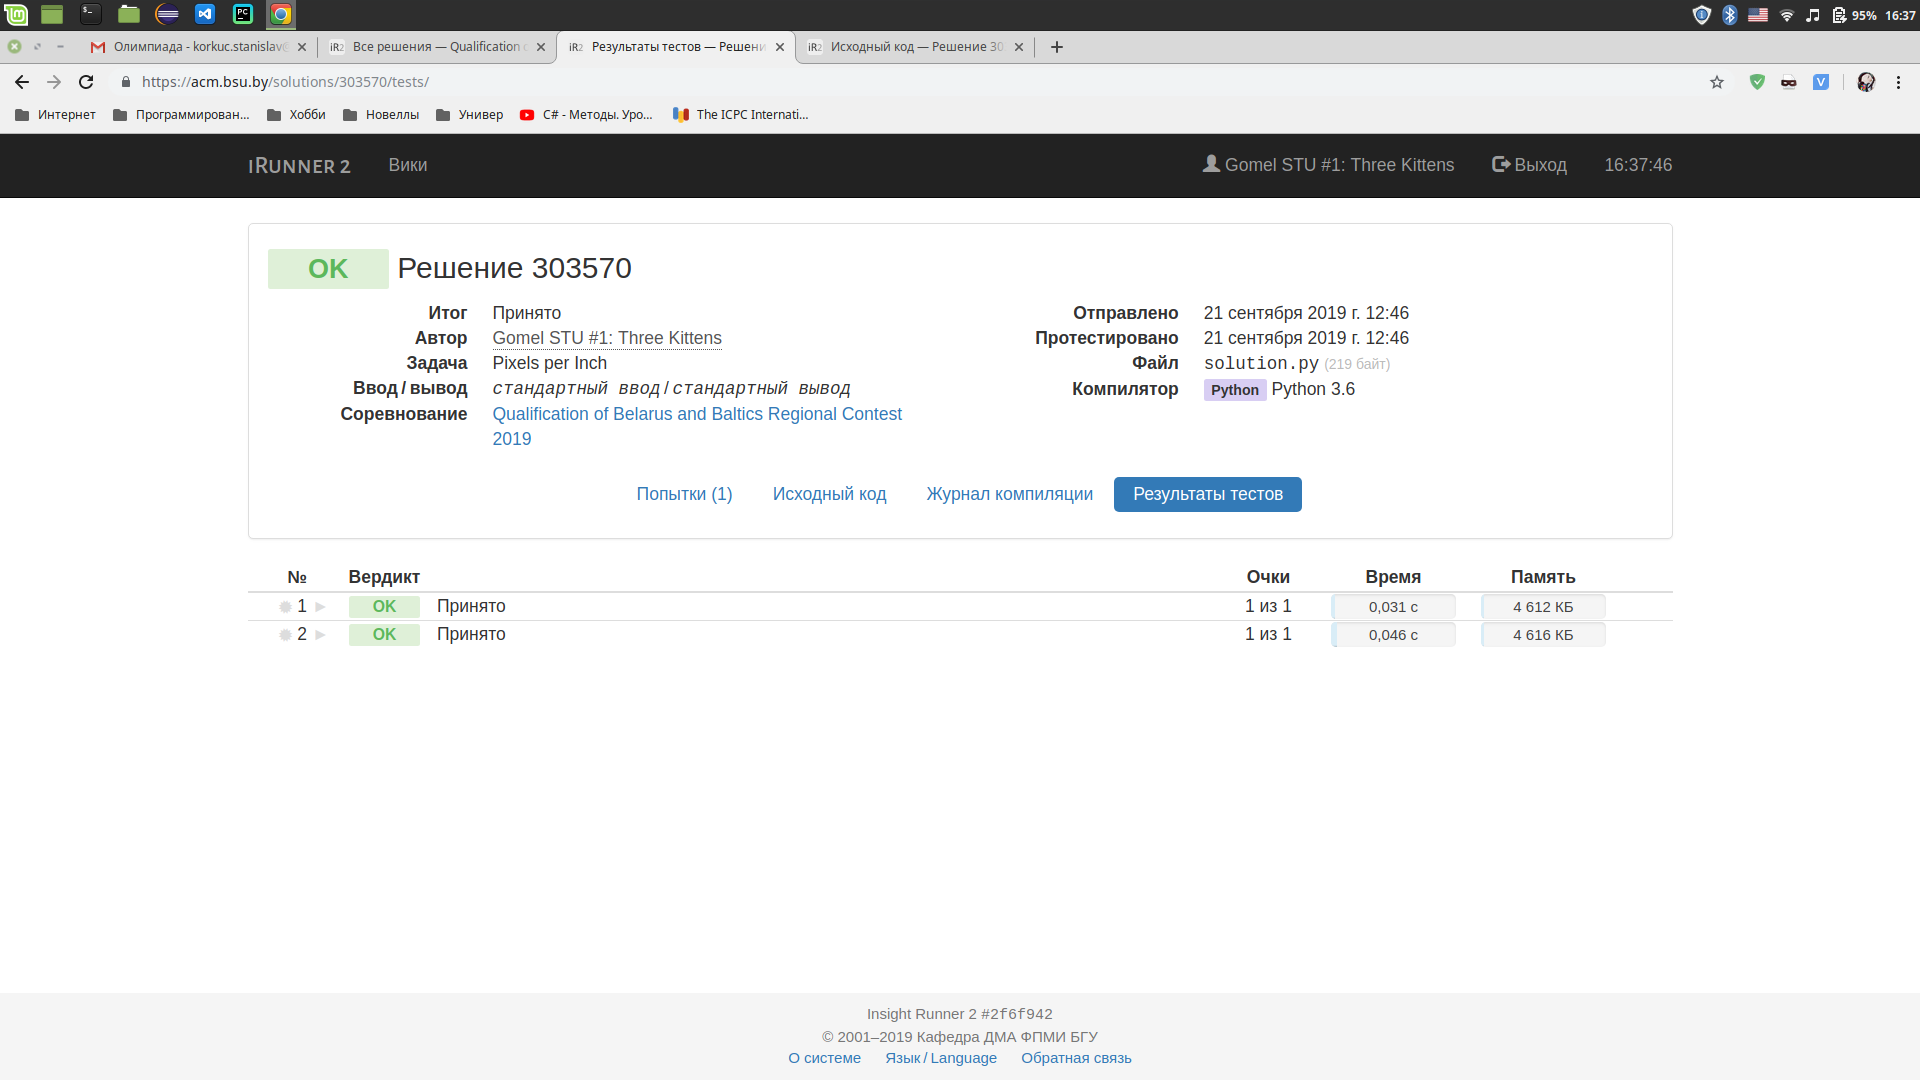 95% 16:37
Олимпиада - korkuc.stanislav@ Все решения — Qualification Результаты тестов — Решени Исходный код — Решение 30
https://acm.bsu.by/solutions/303570/tests/
Интернет Программирован... Хобби Новеллы Универ C# - Методы. Уро... The ICPC Internati...
IRUNNER 2 Вики Gomel STU #1: Three Kittens Выход 16:37:46
OK Решение 303570
Итог Принято Отправлено 21 сентября 2019 г. 12:46
Автор Gomel STU #1: Three Kittens Протестировано 21 сентября 2019 г. 12:46
Задача Pixels per Inch Файл solution.py (219 байт)
Ввод / вывод стандартный ввод / стандартный вывод Компилятор Python Python 3.6
Соревнование Qualification of Belarus and Baltics Regional Contest
2019
Попытки (1) Исходный код Журнал компиляции Результаты тестов
№ Вердикт Очки Время Память
1 OK Принято 1 из 1 0,031 с 4 612 КБ
2 OK Принято 1 из 1 0,046 с 4 616 КБ
Insight Runner 2 #2f6f942
© 2001–2019 Кафедра ДМА ФПМИ БГУ
О системе Язык / Language Обратная связь